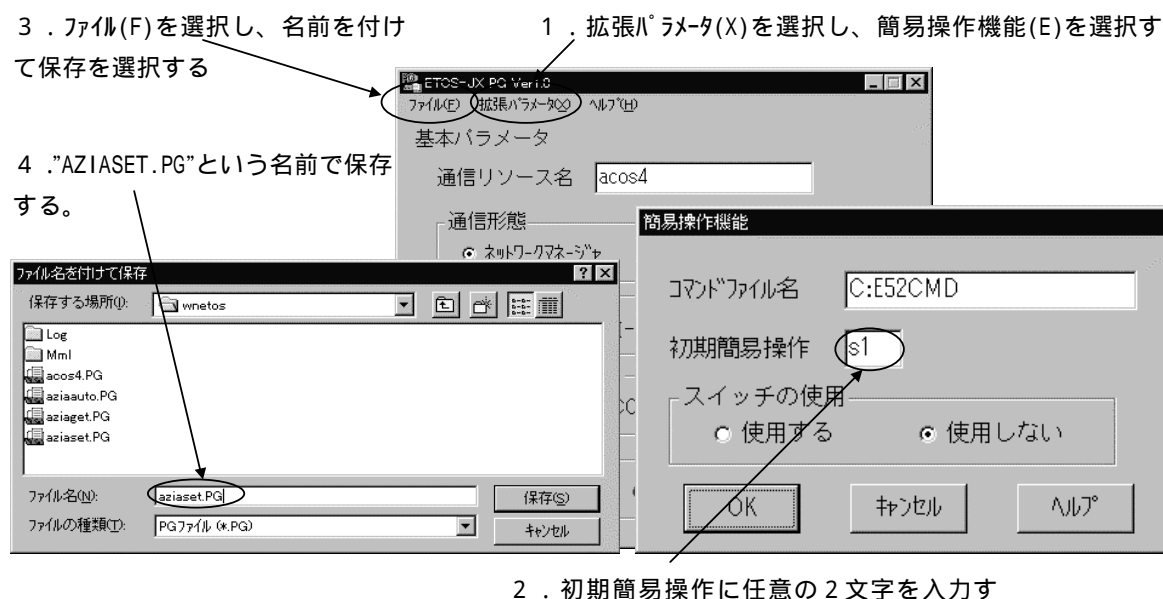 ３．ﾌｧｲﾙ(F)を選択し、名前を付け
て保存を選択する
１．拡張ﾊﾟﾗﾒｰﾀ(X)を選択し、簡易操作機能(E)を選択す
４."AZIASET.PG"という名前で保存
する。
ETOS-JX PG Ver1.0
ﾌｧｲﾙ(F) 拡張ﾊﾟﾗﾒｰﾀ(X) ﾍﾙﾌﾟ(H)
基本パラメータ
通信リソース名 acos4
通信形態
ﾈｯﾄﾜｰｸﾏﾈｰｼﾞｬ
ﾌｧｲﾙ名を付けて保存
保存する場所(I): wnetos
Log
Mml
acos4.PG
aziaauto.PG
aziaget.PG
aziaset.PG
ﾌｧｲﾙ名(N): aziaset.PG 保存(S)
ﾌｧｲﾙの種類(T): PGﾌｧｲﾙ (*.PG) ｷｬﾝｾﾙ
簡易操作機能
ｺﾏﾝﾄﾞﾌｧｲﾙ名 C:E52CMD
初期簡易操作 s1
スイッチの使用
使用する 使用しない
OK ｷｬﾝｾﾙ ﾍﾙﾌﾟ
２．初期簡易操作に任意の２文字を入力す